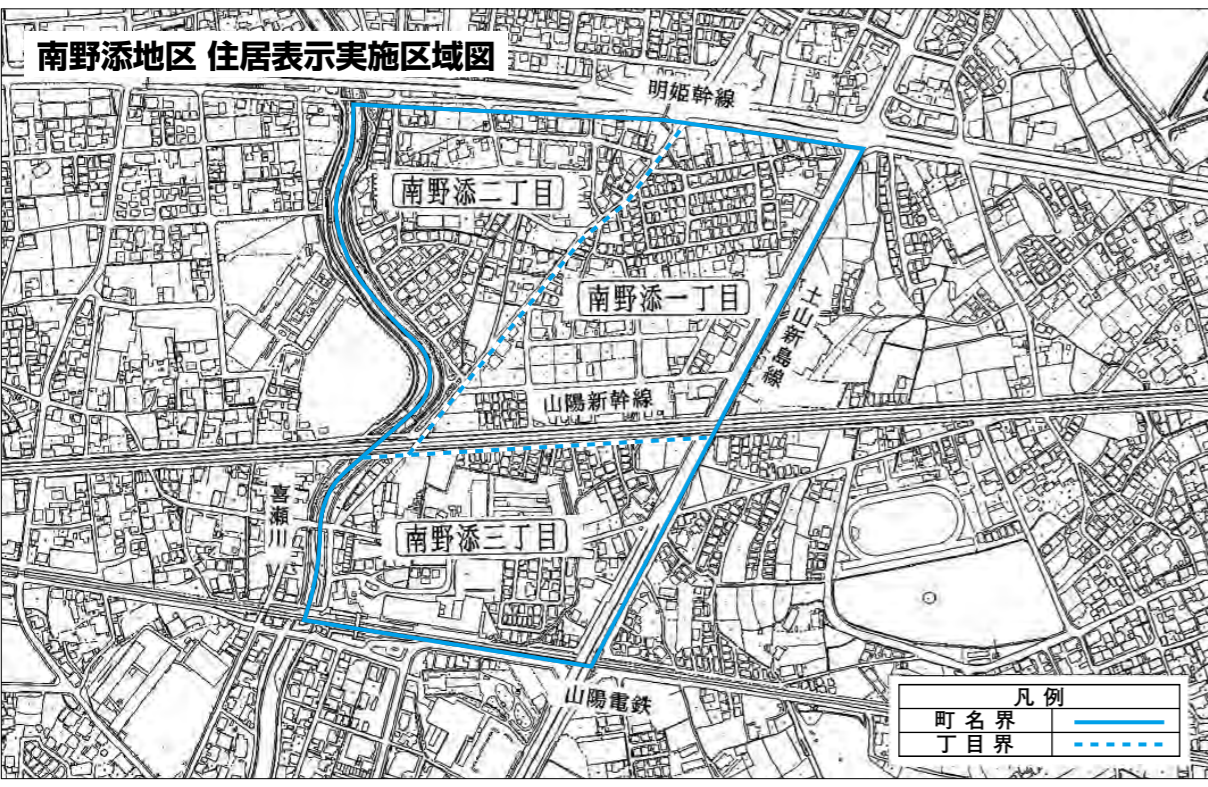 南野添地区 住居表示実施区域図
明姫幹線
南野添二丁目
南野添一丁目
土山新島線
山陽新幹線
喜瀬川
南野添三丁目
山陽電鉄
凡例
町名界
丁目界